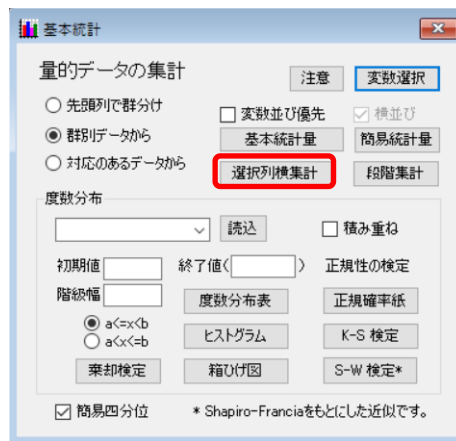 基本統計
量的データの集計
注意
変数選択
先頭列で群分け
変数並び優先
横並び
群別データから
基本統計量
簡易統計量
対応のあるデータから
選択列横集計
段階集計
度数分布
読込
積み重ね
初期値
終了値(
)
正規性の検定
階級幅
度数分布表
正規確率紙
a<=x<b
a<x<=b
ヒストグラム
K-S 検定
棄却検定
箱ひげ図
S-W 検定*
簡易四分位
* Shapiro-Franciaをもとにした近似です。